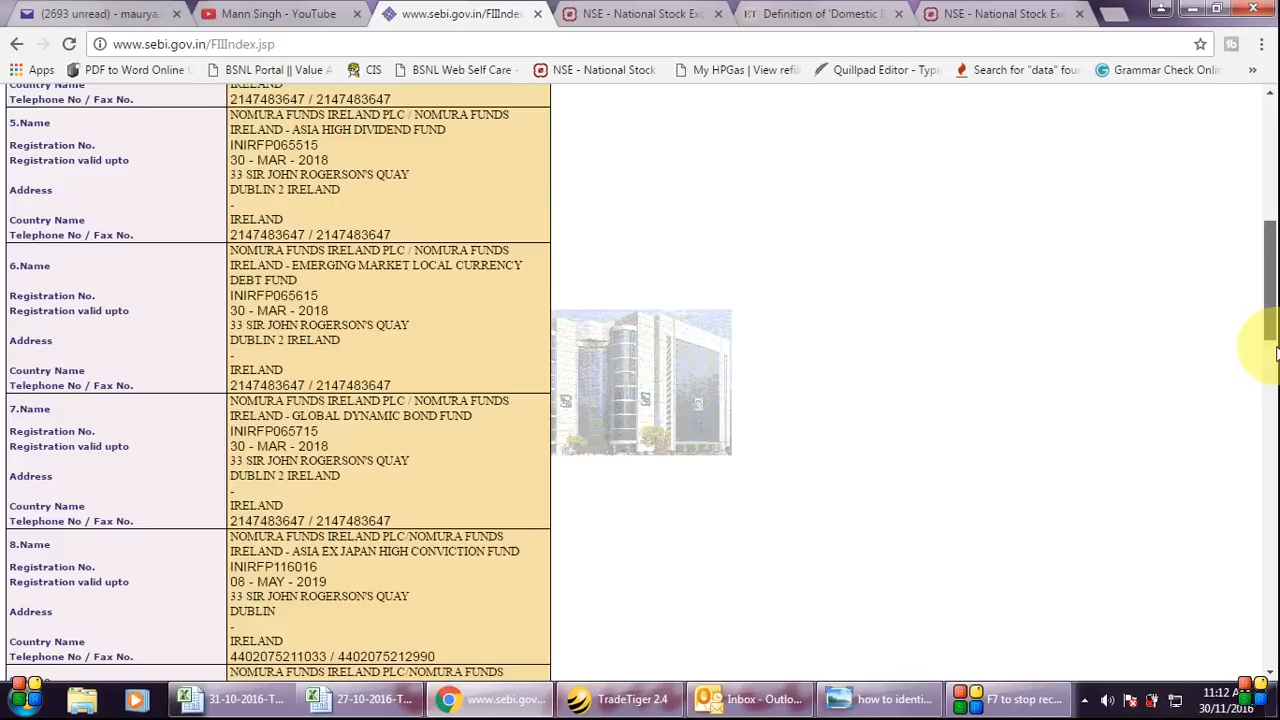 (2693 unread) - maurya
Mann Singh - YouTube
www.sebi.gov.in/FIIIndex
NSE - National Stock Exc
Definition of 'Domestic I
NSE - National Stock Exc
www.sebi.gov.in/FIIIndex.jsp
Apps
PDF to Word Online C
BSNL Portal || Value A
CIS
BSNL Web Self Care -
NSE - National Stock
My HPGas | View refil
Quillpad Editor - Type
Search for "data" foun
Grammar Check Onlin
Country Name IRELAND
Telephone No / Fax No. 2147483647 / 2147483647
5.Name NOMURA FUNDS IRELAND PLC / NOMURA FUNDS
IRELAND - ASIA HIGH DIVIDEND FUND
Registration No. INIRFP065515
Registration valid upto 30 - MAR - 2018
33 SIR JOHN ROGERSON'S QUAY
Address DUBLIN 2 IRELAND
-
Country Name IRELAND
Telephone No / Fax No. 2147483647 / 2147483647
6.Name NOMURA FUNDS IRELAND PLC / NOMURA FUNDS
IRELAND - EMERGING MARKET LOCAL CURRENCY
DEBT FUND
Registration No. INIRFP065615
Registration valid upto 30 - MAR - 2018
33 SIR JOHN ROGERSON'S QUAY
Address DUBLIN 2 IRELAND
-
Country Name IRELAND
Telephone No / Fax No. 2147483647 / 2147483647
7.Name NOMURA FUNDS IRELAND PLC / NOMURA FUNDS
IRELAND - GLOBAL DYNAMIC BOND FUND
Registration No. INIRFP065715
Registration valid upto 30 - MAR - 2018
33 SIR JOHN ROGERSON'S QUAY
Address DUBLIN 2 IRELAND
-
Country Name IRELAND
Telephone No / Fax No. 2147483647 / 2147483647
8.Name NOMURA FUNDS IRELAND PLC/NOMURA FUNDS
IRELAND - ASIA EX JAPAN HIGH CONVICTION FUND
Registration No. INIRFP116016
Registration valid upto 08 - MAY - 2019
33 SIR JOHN ROGERSON'S QUAY
Address DUBLIN
-
Country Name IRELAND
Telephone No / Fax No. 4402075211033 / 4402075212990
NOMURA FUNDS IRELAND PLC/NOMURA FUNDS
31-10-2016-T...
27-10-2016-T...
www.sebi.gov...
TradeTiger 2.4
Inbox - Outlo...
how to identi...
F7 to stop rec...
11:12
30/11/2016